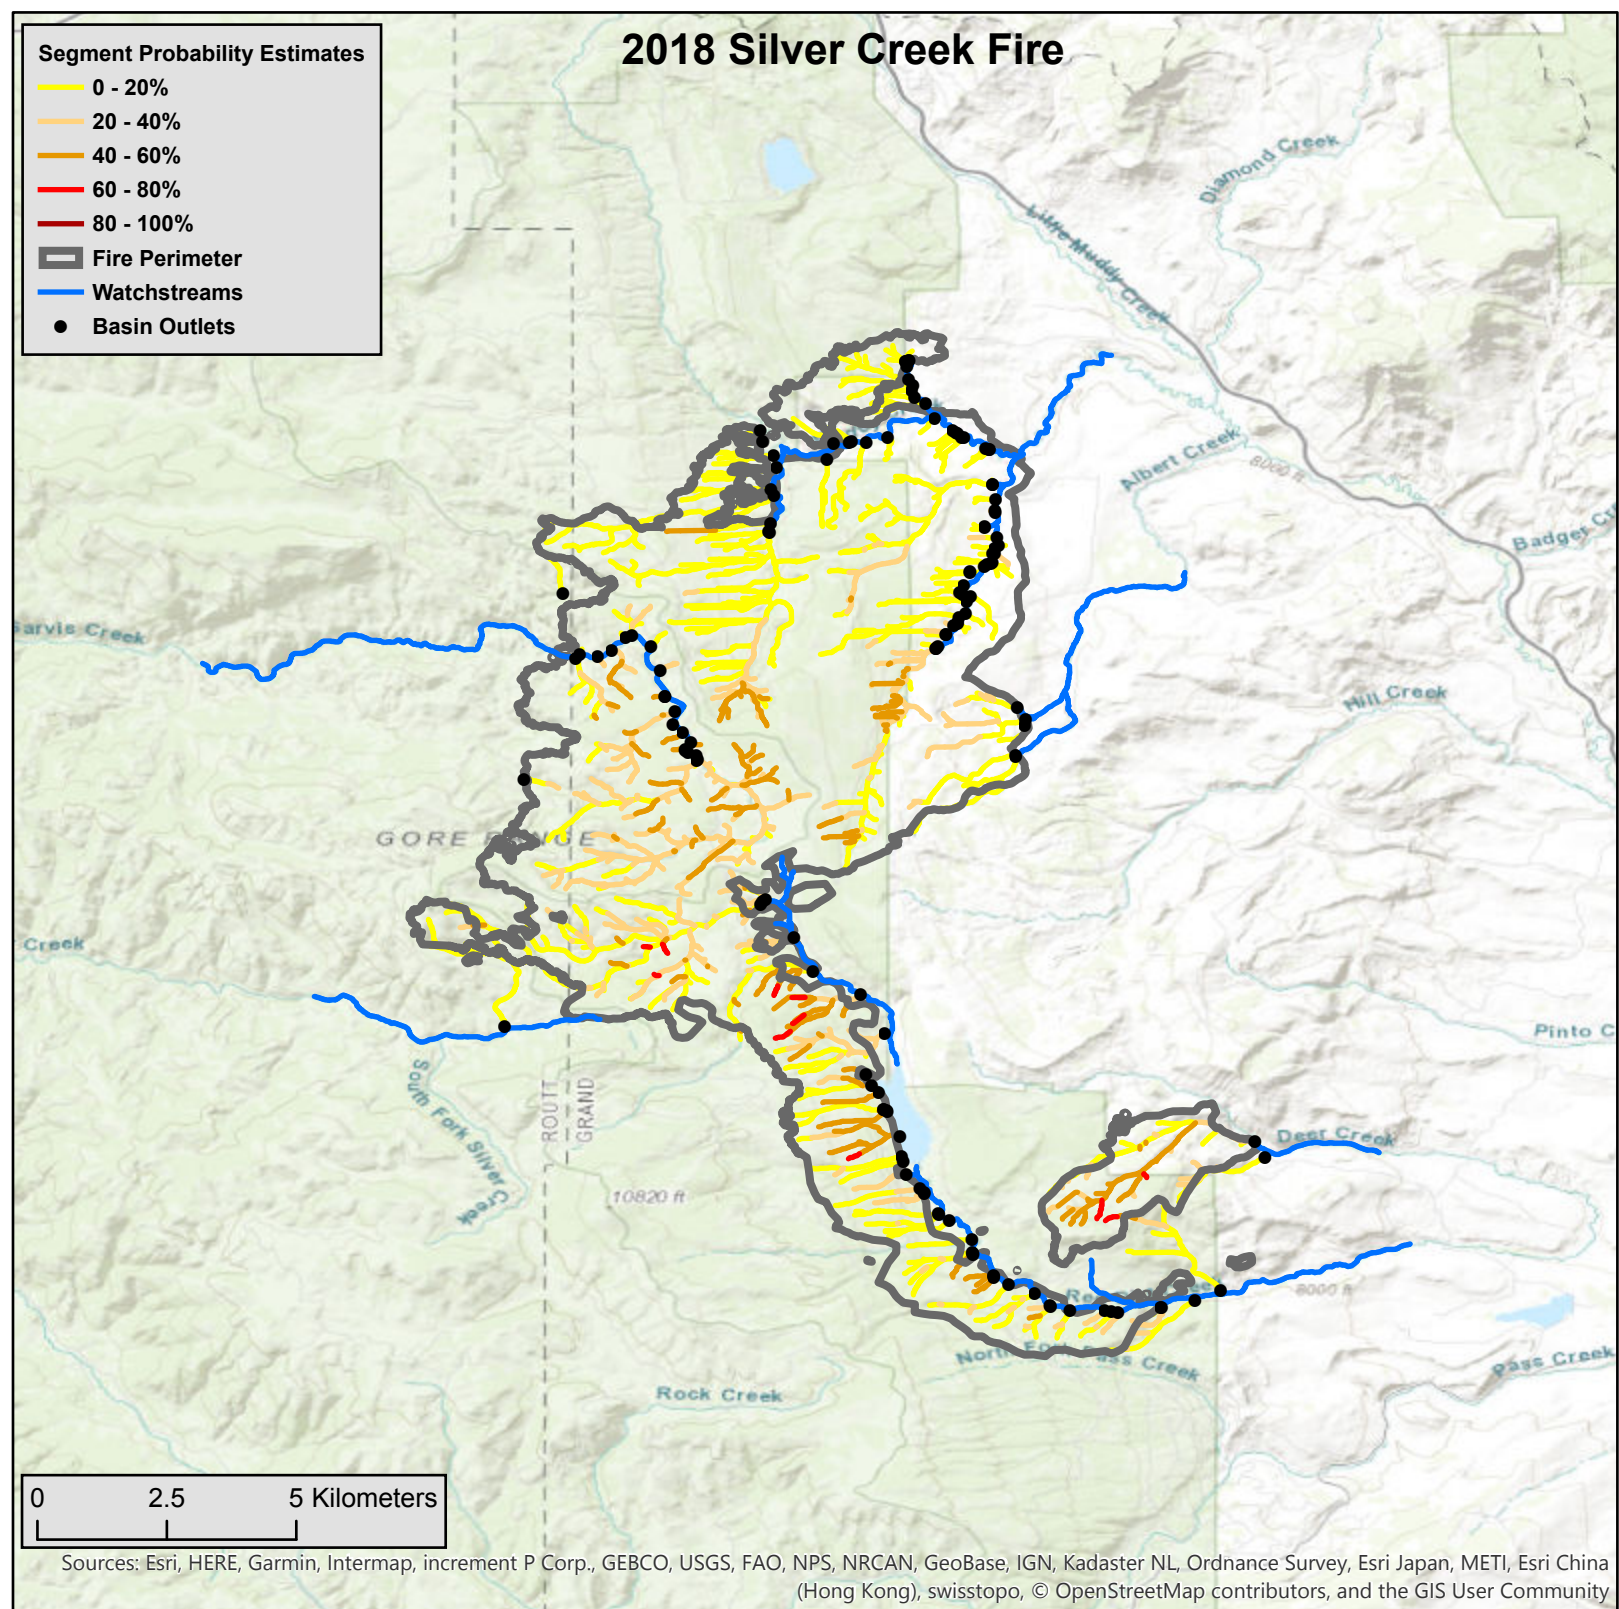 2018 Silver Creek Fire
Segment Probability Estimates
0 - 20%
20 - 40%
40 - 60%
60 - 80%
80 - 100%
Fire Perimeter
Watchstreams
Basin Outlets
Diamond Creek
Little Muddy Creek
Albert Creek
8000 ft
Badger
Sarvis Creek
Hill Creek
GORE RANGE
Creek
Pinto C
South Fork Silver
Creek
ROUTT
GRAND
Deer Creek
10820 ft
8000 ft
North Fork Pass Creek
Pass Creek
Rock Creek
0 2.5 5 Kilometers
Sources: Esri, HERE, Garmin, Intermap, increment P Corp., GEBCO, USGS, FAO, NPS, NRCAN, GeoBase, IGN, Kadaster NL, Ordnance Survey, Esri Japan, METI, Esri China
(Hong Kong), swisstopo, © OpenStreetMap contributors, and the GIS User Community